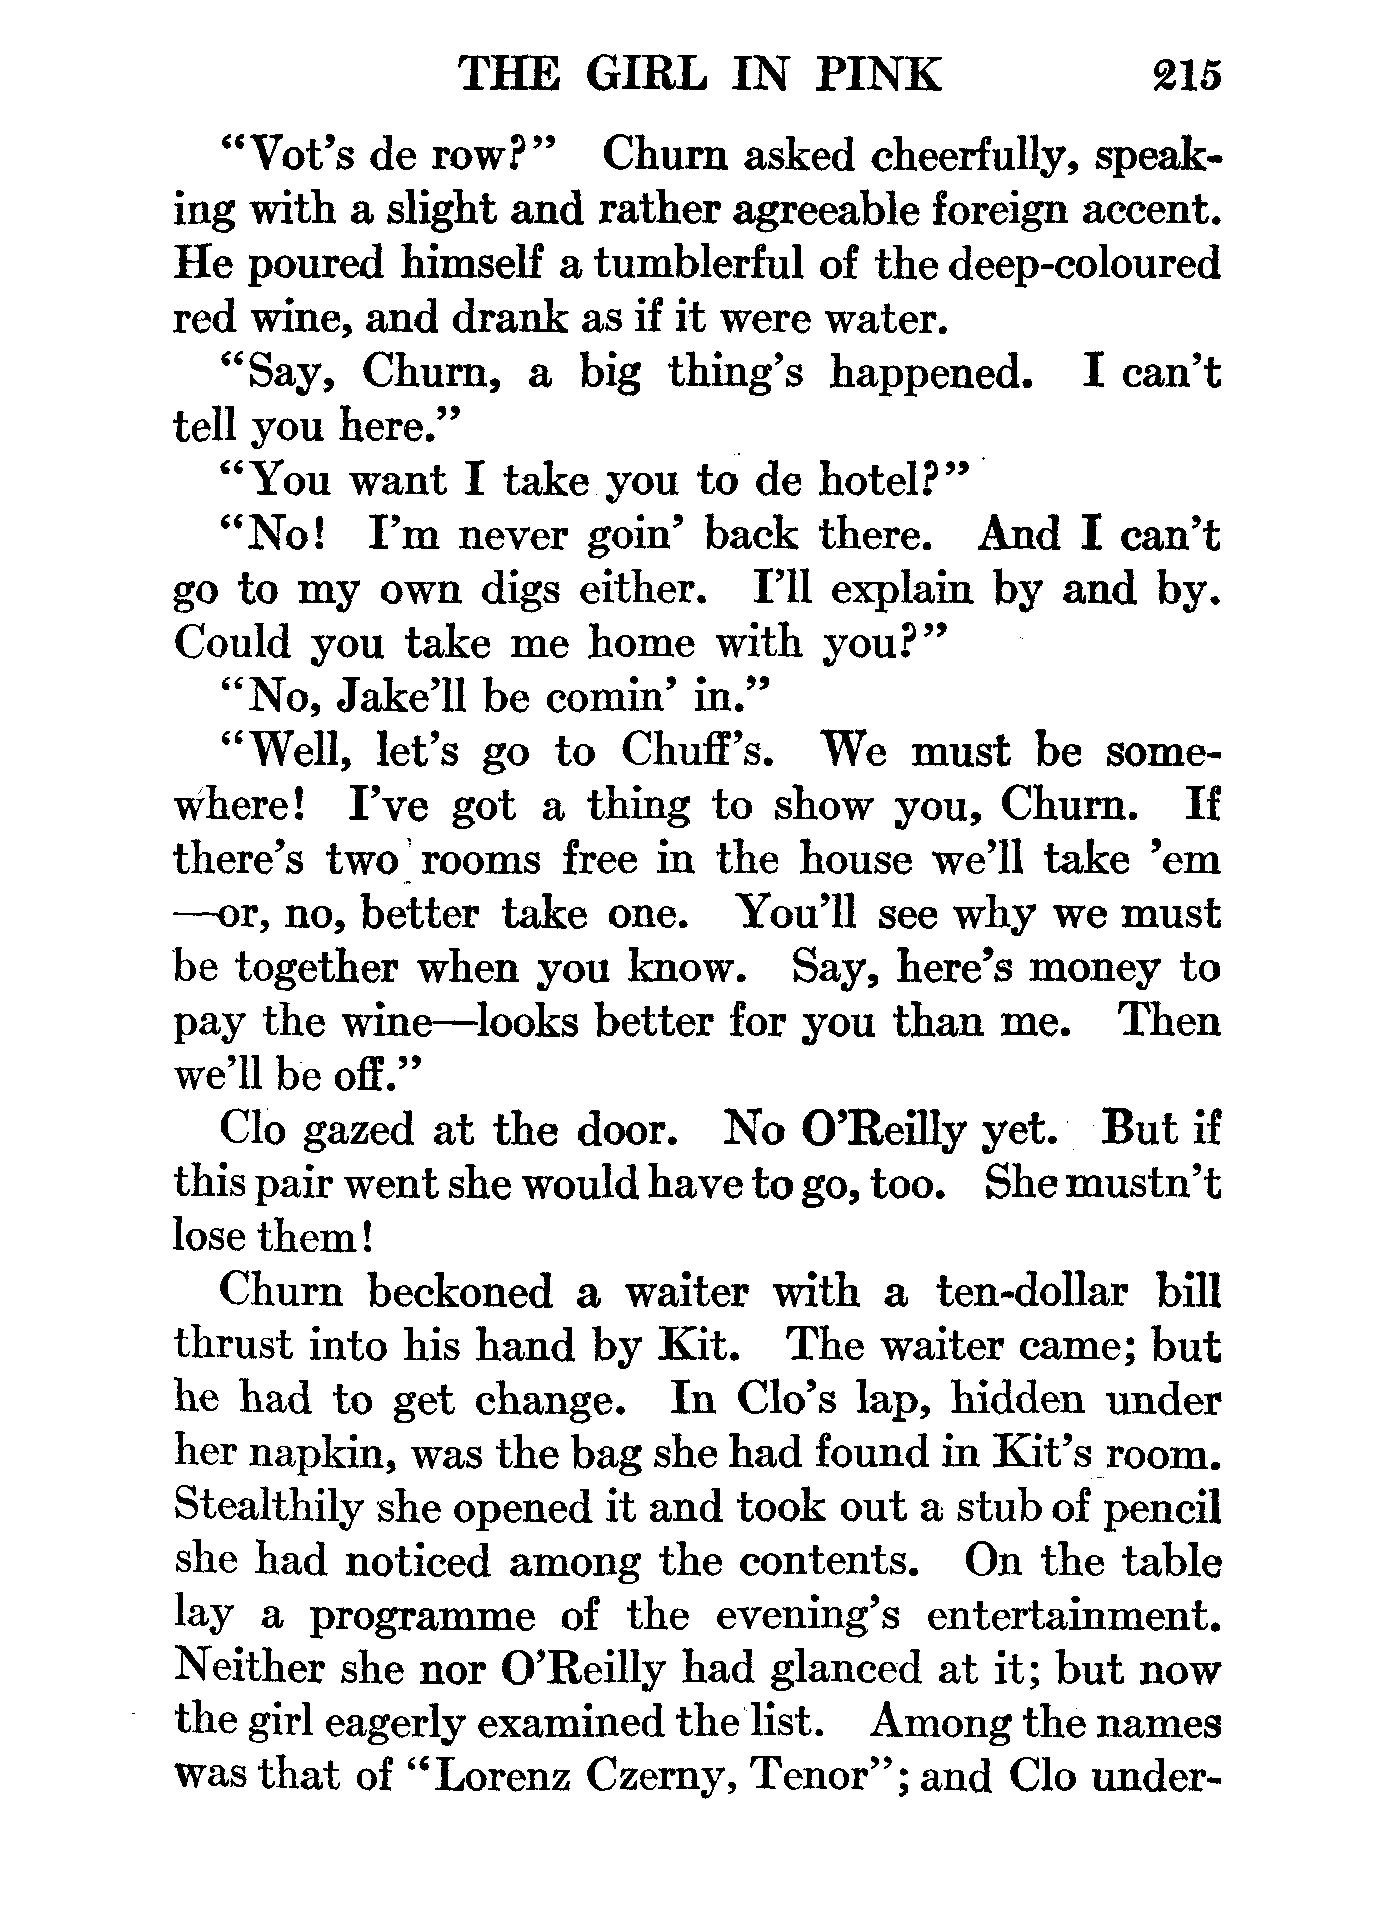 THE GIRL IN PINK 215
"Vot's de row?" Churn asked cheerfully, speak-
ing with a slight and rather agreeable foreign accent.
He poured himself a tumblerful of the deep-coloured
red wine, and drank as if it were water.
"Say, Churn, a big thing's happened. I can't
tell you here."
"You want I take you to de hotel?"
"No! I'm never goin' back there. And I can't
go to my own digs either. I'll explain by and by.
Could you take me home with you?"
"No, Jake'll be comin' in."
"Well, let's go to Chuff's. We must be some-
where! I've got a thing to show you, Churn. If
there's two rooms free in the house we'll take 'em
—or, no, better take one. You'll see why we must
be together when you know. Say, here's money to
pay the wine—looks better for you than me. Then
we'll be off."
Clo gazed at the door. No O'Reilly yet. But if
this pair went she would have to go, too. She mustn't
lose them!
Churn beckoned a waiter with a ten-dollar bill
thrust into his hand by Kit. The waiter came; but
he had to get change. In Clo's lap, hidden under
her napkin, was the bag she had found in Kit's room.
Stealthily she opened it and took out a stub of pencil
she had noticed among the contents. On the table
lay a programme of the evening's entertainment.
Neither she nor O'Reilly had glanced at it; but now
the girl eagerly examined the list. Among the names
was that of "Lorenz Czerny, Tenor"; and Clo under-